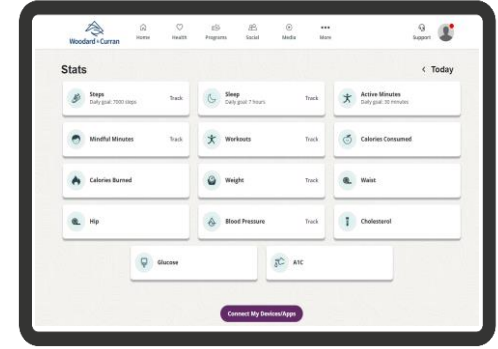 Woodard & Curran
Home
Health
Programs
Social
Media
More
Support
Stats
< Today
Steps
Daily goal: 7000 steps
Track
Sleep
Daily goal: 7 hours
Track
Active Minutes
Daily goal: 30 minutes
Mindful Minutes
Track
Workouts
Track
Calories Consumed
Calories Burned
Weight
Track
Waist
Hip
Blood Pressure
Track
Cholesterol
Glucose
A1C
Connect My Devices/Apps